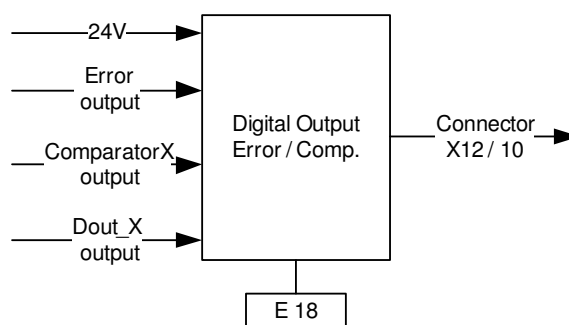 24V
Error
output
ComparatorX
output
Dout_X
output
Digital Output
Error / Comp.
Connector
X12 / 10
E 18